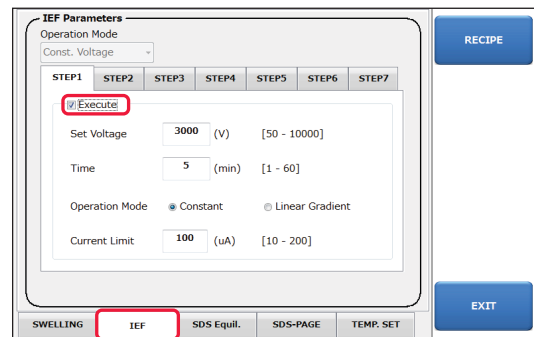 IEF Parameters
Operation Mode
Const. Voltage
STEP1 STEP2 STEP3 STEP4 STEP5 STEP6 STEP7
Execute
Set Voltage 3000 (V) [50 - 10000]
Time 5 (min) [1 - 60]
Operation Mode Constant Linear Gradient
Current Limit 100 (uA) [10 - 200]
SWELLING IEF SDS Equil. SDS-PAGE TEMP. SET
RECIPE
EXIT